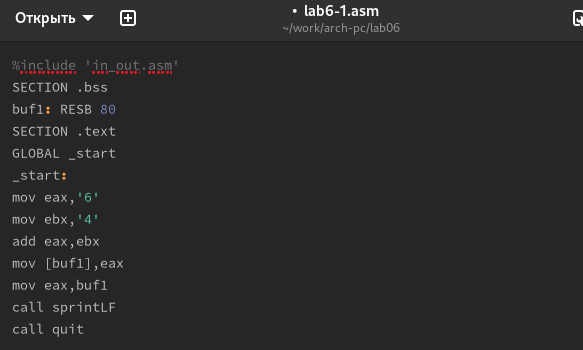 Открыть
• lab6-1.asm
~/work/arch-pc/lab06
%include 'in_out.asm'
SECTION .bss
buf1: RESB 80
SECTION .text
GLOBAL _start
_start:
mov eax,'6'
mov ebx,'4'
add eax,ebx
mov [buf1],eax
mov eax,buf1
call sprintLF
call quit